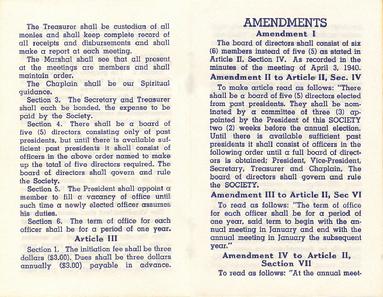 The Treasurer shall be custodian of all
monies and shall keep complete record of
all receipts and disbursements and shall
make a report at each meeting.
The Marshal shall see that all present
at the meetings are members and shall
maintain order.
The Chaplain shall be our Spiritual
guidance.
Section 3. The Secretary and Treasurer
shall each be bonded, the expense to be
paid by the Society.
Section 4. There shall be a board of
five (5) directors consisting only of past
presidents, but until there is available suf-
ficient past presidents it shall consist of
officers in the above order named to make
up the total of five directors required. The
board of directors shall govern and rule
the Society.
Section 5. The President shall appoint a
member to fill a vacancy of office until
such time a newly elected officer assumes
his duties.
Section 6. The term of office for each
officer shall be for a period of one year.
Article III
Section 1. The initiation fee shall be three
dollars ($3.00). Dues shall be three dollars
annually ($3.00) payable in advance.
AMENDMENTS
Amendment I
The board of directors shall consist of six
(6) members instead of five (5) as stated in
Article II, Section IV. As recorded in the
minutes of the meeting of April 3, 1940.
Amendment II to Article II, Sec. IV
To make article read as follows: "There
shall be a board of five (5) directors elected
from past presidents. They shall be nom-
inated by a committee of three (3) ap-
pointed by the President of this SOCIETY
two (2) weeks before the annual election.
Until there is available sufficient past
presidents it shall consist of officers in the
following order until a full board of direct-
ors is obtained; President, Vice-President,
Secretary, Treasurer and Chaplain. The
board of directors shall govern and rule
the SOCIETY.
Amendment III to Article II, Sec VI
To read as follows: "The term of office
for each officer shall be for a period of
one year, said term to begin with the an-
nual meeting in January and end with the
annual meeting in January the subsequent
year."
Amendment IV to Article II,
Section VII
To read as follows: "At the annual meet-